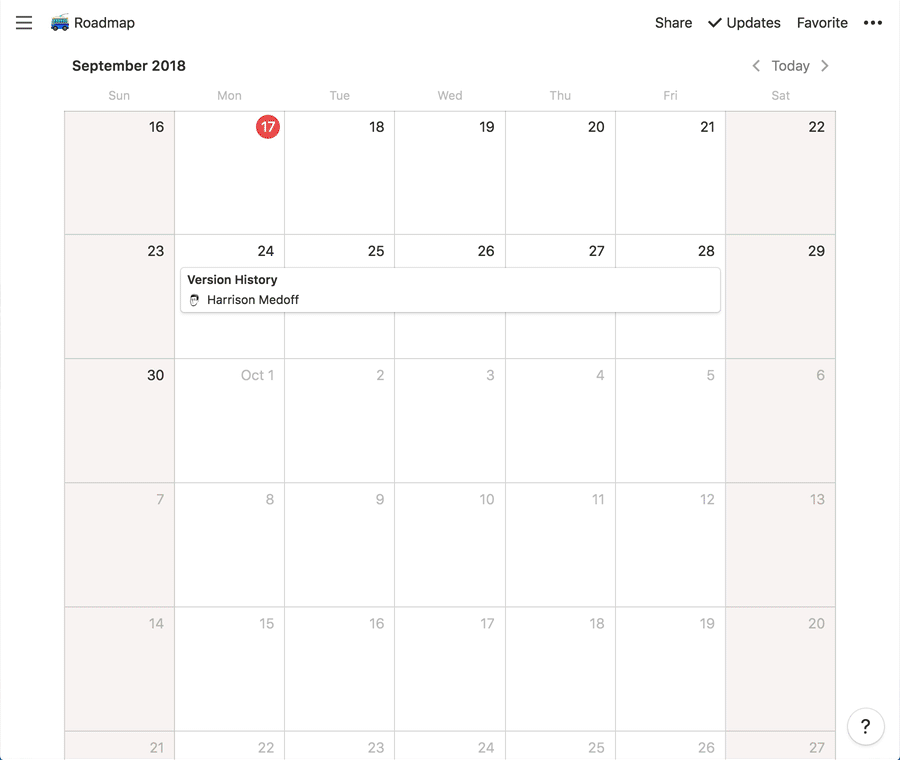 Roadmap Share Updates Favorite
September 2018 Today
Sun Mon Tue Wed Thu Fri Sat
16 17 18 19 20 21 22
23 24 25 26 27 28 29
Version History
Harrison Medoff
30 Oct 1 2 3 4 5 6
7 8 9 10 11 12 13
14 15 16 17 18 19 20
21 22 23 24 25 26 27
?